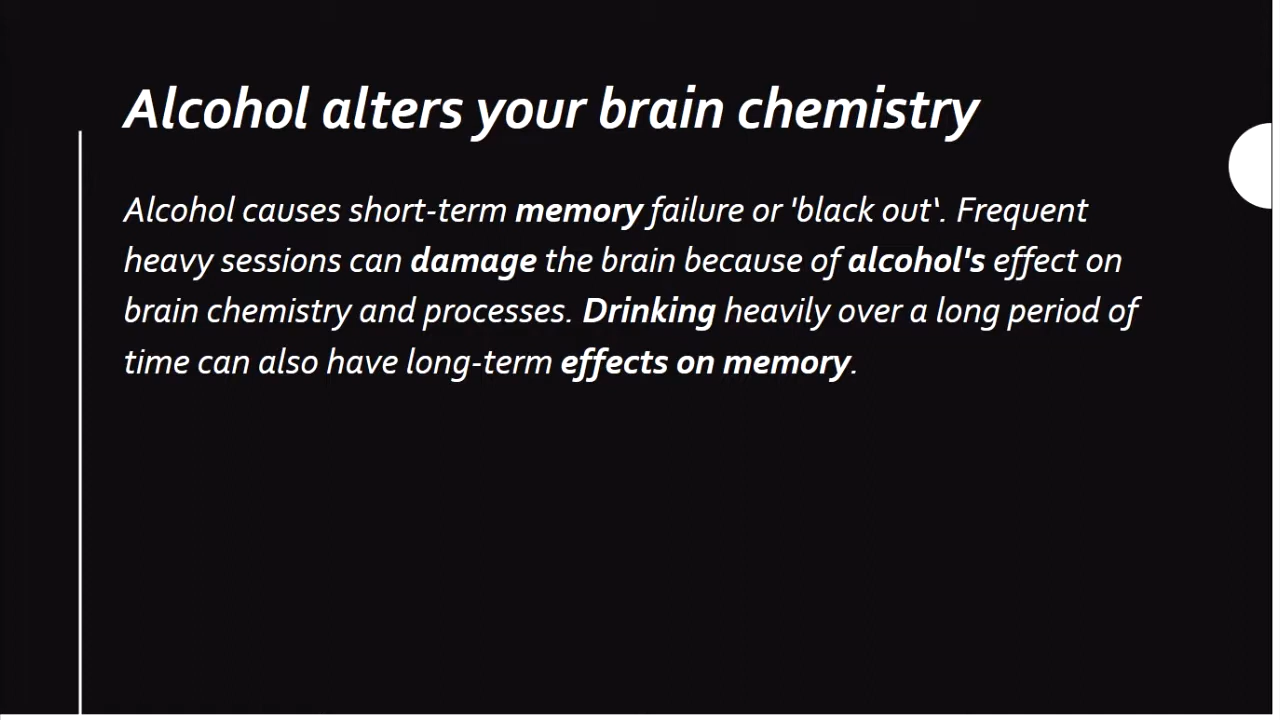 Alcohol alters your brain chemistry
Alcohol causes short-term memory failure or 'black out‛. Frequent
heavy sessions can damage the brain because of alcohol's effect on
brain chemistry and processes. Drinking heavily over a long period of
time can also have long-term effects on memory.